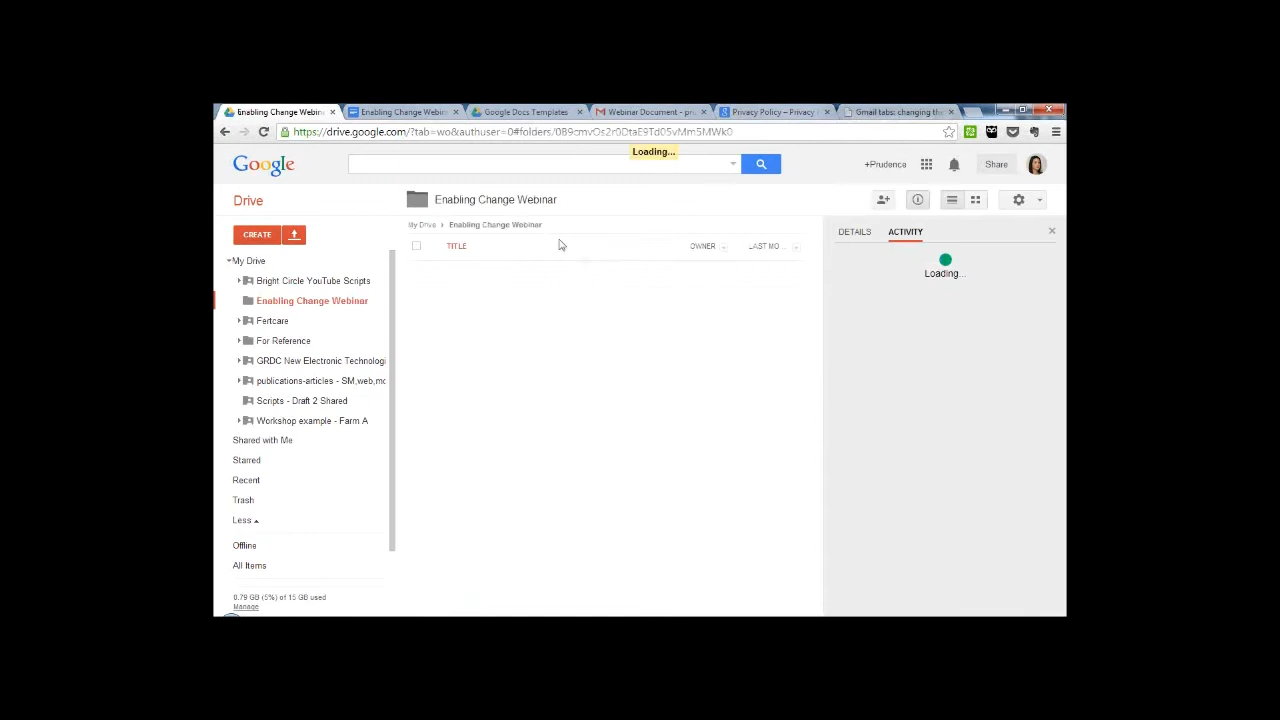 Enabling Change Webin
Enabling Change Webin
Google Docs Templates
Webinar Document - pr
Privacy Policy – Privacy
Gmail tabs: changing the
https://drive.google.com/?tab=wo&authuser=0#folders/0B9cmvOs2r0DtaE9Td05vMm5MWk0
Loading...
Google
+Prudence
Share
Drive
Enabling Change Webinar
My Drive
Enabling Change Webinar
DETAILS
ACTIVITY
CREATE
TITLE
OWNER
LAST MO...
Loading...
My Drive
Bright Circle YouTube Scripts
Enabling Change Webinar
Fertcare
For Reference
GRDC New Electronic Technologi
publications-articles - SM,web,mo
Scripts - Draft 2 Shared
Workshop example - Farm A
Shared with Me
Starred
Recent
Trash
Less
Offline
All Items
0.79 GB (5%) of 15 GB used
Manage